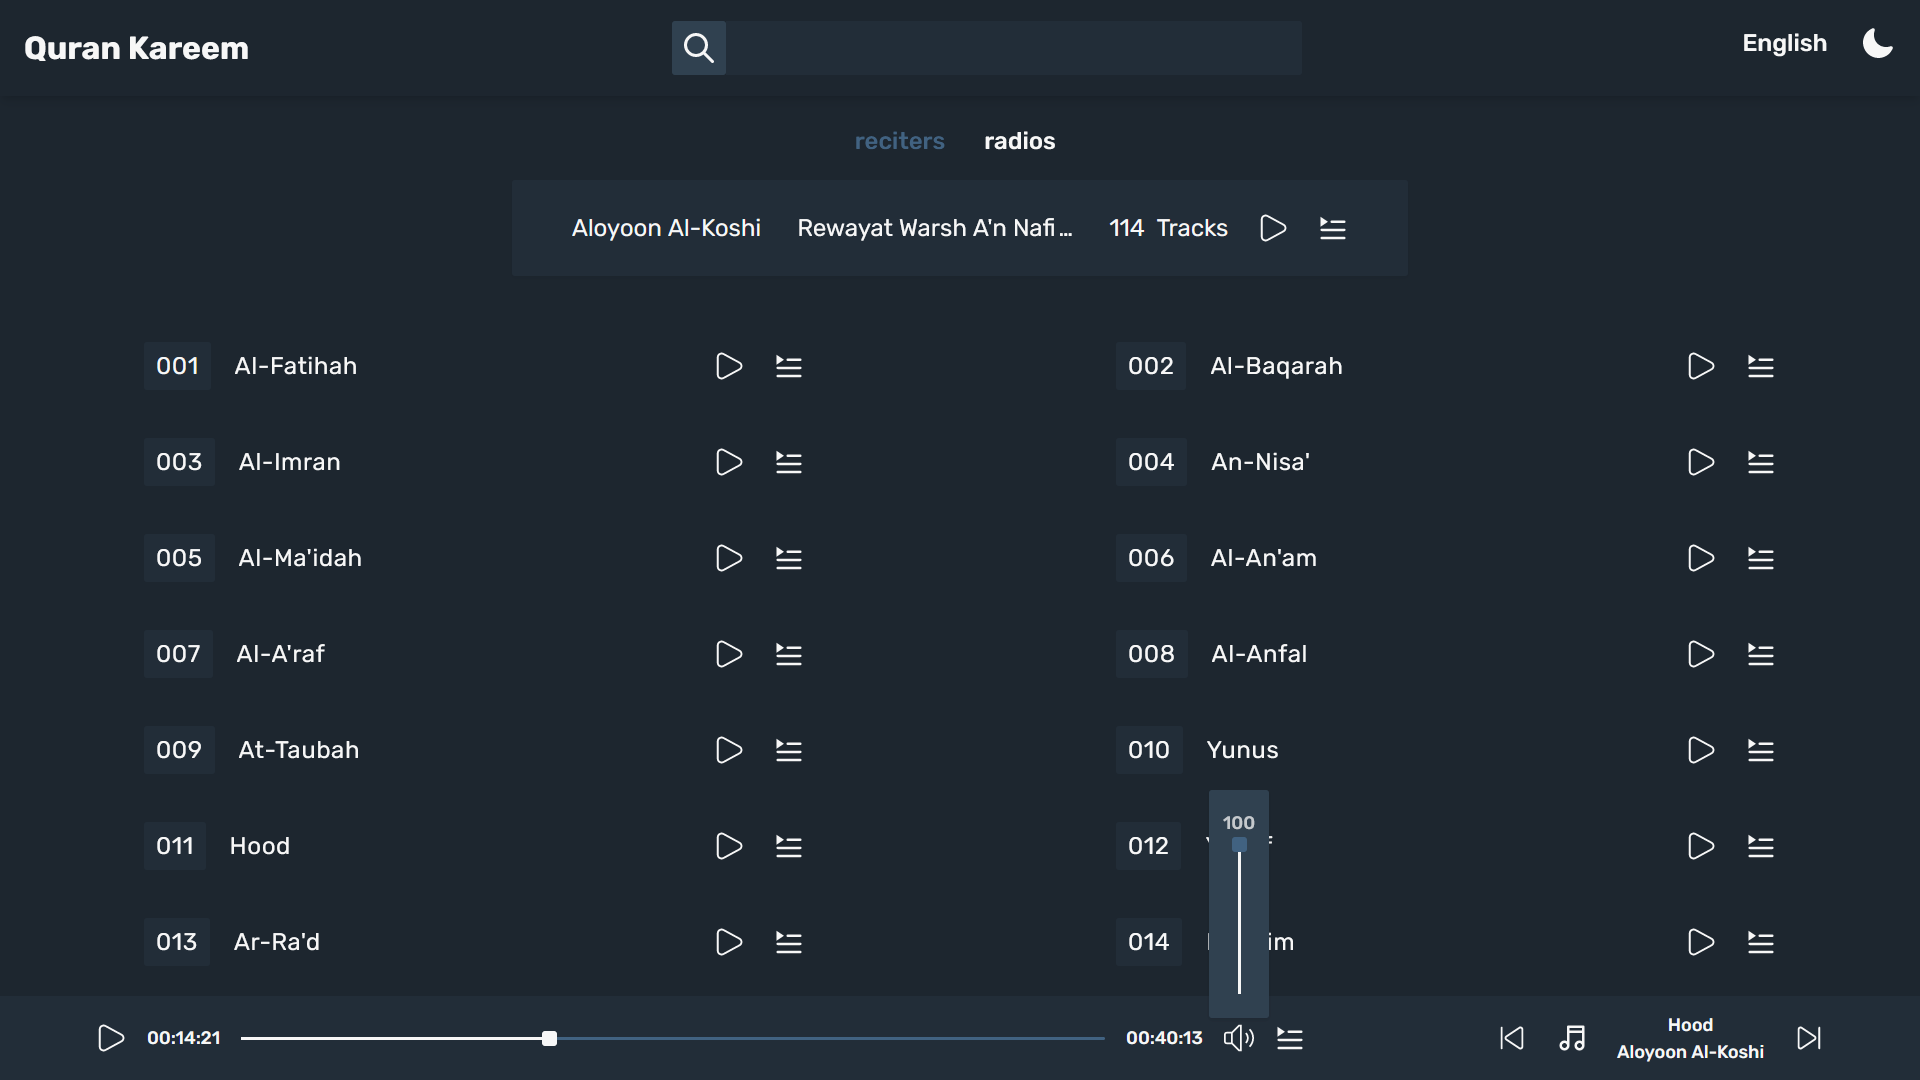 Quran Kareem
English
reciters radios
Aloyoon Al-Koshi Rewayat Warsh A'n Nafi... 114 Tracks
001 Al-Fatihah
002 Al-Baqarah
003 Al-Imran
004 An-Nisa'
005 Al-Ma'idah
006 Al-An'am
007 Al-A'raf
008 Al-Anfal
009 At-Taubah
010 Yunus
011 Hood
012
013 Ar-Ra'd
014
100
00:14:21
00:40:13
Hood
Aloyoon Al-Koshi